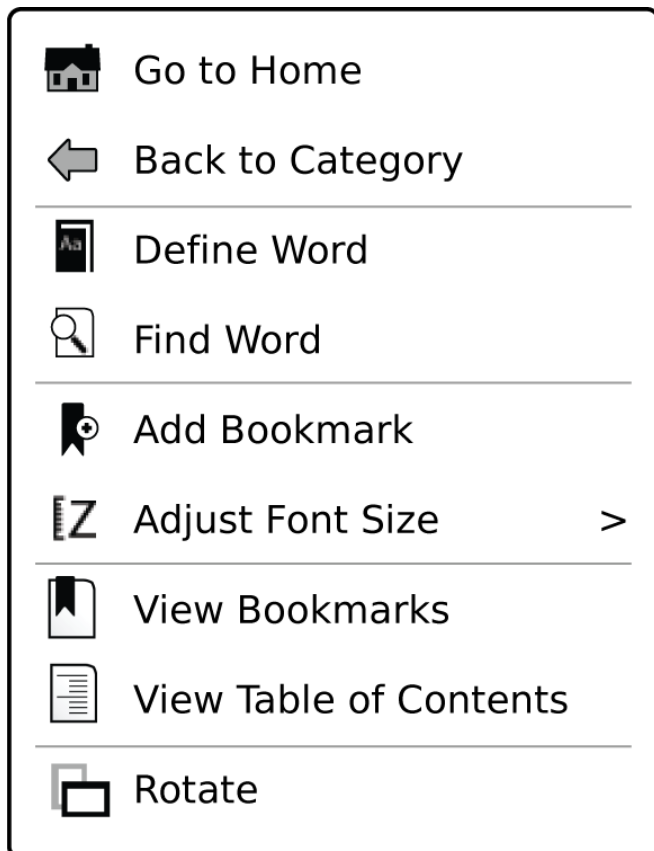 Go to Home
Back to Category
Aa
Define Word
Find Word
Add Bookmark
Z
Adjust Font Size >
View Bookmarks
View Table of Contents
Rotate